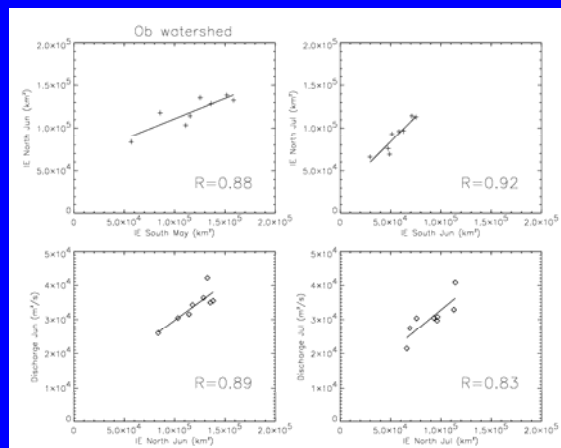 Ob watershed
2.0×10⁵
1.5×10⁵
1.0×10⁵
5.0×10⁴
0
IE North Jun (km²)
R=0.88
0 5.0×10⁴ 1.0×10⁵ 1.5×10⁵ 2.0×10⁵
IE South May (km²)
2.0×10⁵
1.5×10⁵
1.0×10⁵
5.0×10⁴
0
IE North Jul (km²)
R=0.92
0 5.0×10⁴ 1.0×10⁵ 1.5×10⁵ 2.0×10⁵
IE South Jun (km²)
5×10⁴
4×10⁴
3×10⁴
2×10⁴
1×10⁴
0
Discharge Jun (m³/s)
R=0.89
0 5.0×10⁴ 1.0×10⁵ 1.5×10⁵ 2.0×10⁵
IE North Jun (km²)
5×10⁴
4×10⁴
3×10⁴
2×10⁴
1×10⁴
0
Discharge Jul (m³/s)
R=0.83
0 5.0×10⁴ 1.0×10⁵ 1.5×10⁵ 2.0×10⁵
IE North Jul (km²)